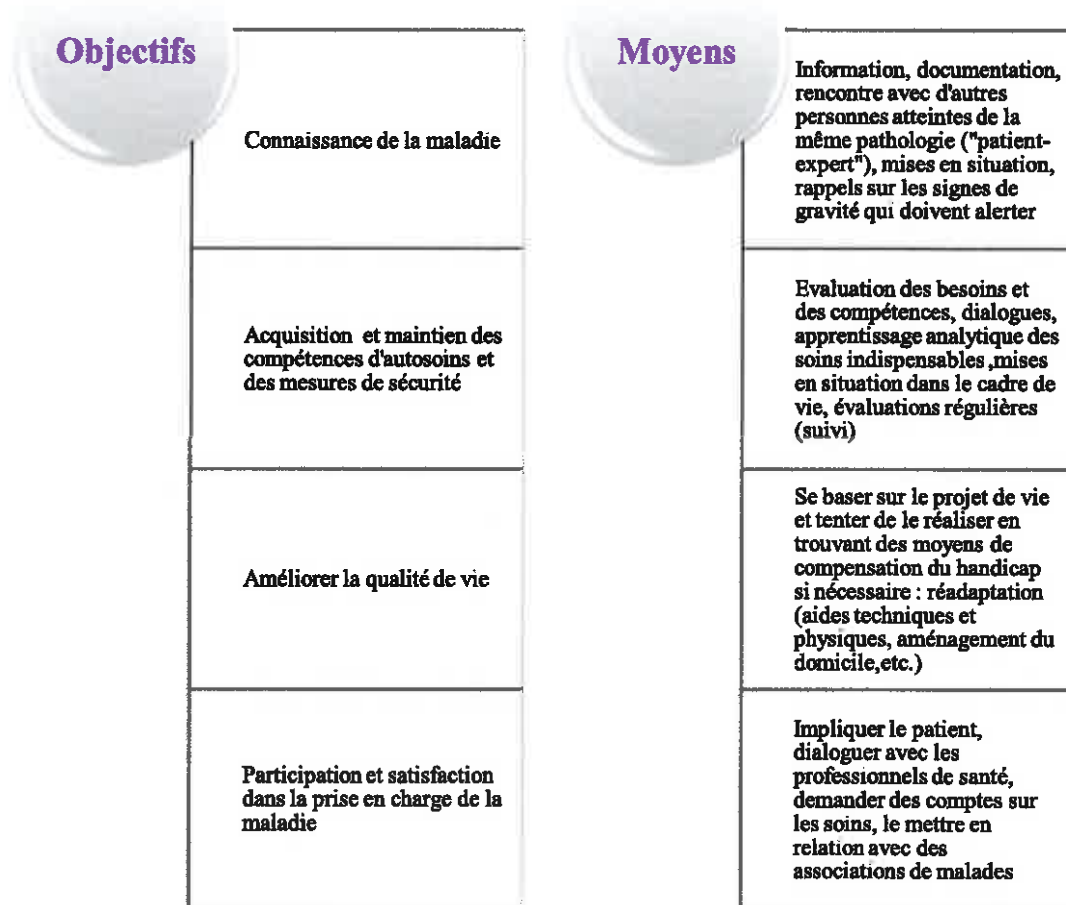 Objectifs
Connaissance de la maladie
Acquisition et maintien des
compétences d'autosoins et
des mesures de sécurité
Améliorer la qualité de vie
Participation et satisfaction
dans la prise en charge de la
maladie
Moyens
Information, documentation,
rencontre avec d'autres
personnes atteintes de la
même pathologie ("patient-
expert"), mises en situation,
rappels sur les signes de
gravité qui doivent alerter
Evaluation des besoins et
des compétences, dialogues,
apprentissage analytique des
soins indispensables ,mises
en situation dans le cadre de
vie, évaluations régulières
(suivi)
Se baser sur le projet de vie
et tenter de le réaliser en
trouvant des moyens de
compensation du handicap
si nécessaire : réadaptation
(aides techniques et
physiques, aménagement du
domicile,etc.)
Impliquer le patient,
dialoguer avec les
professionnels de santé,
demander des comptes sur
les soins, le mettre en
relation avec des
associations de malades